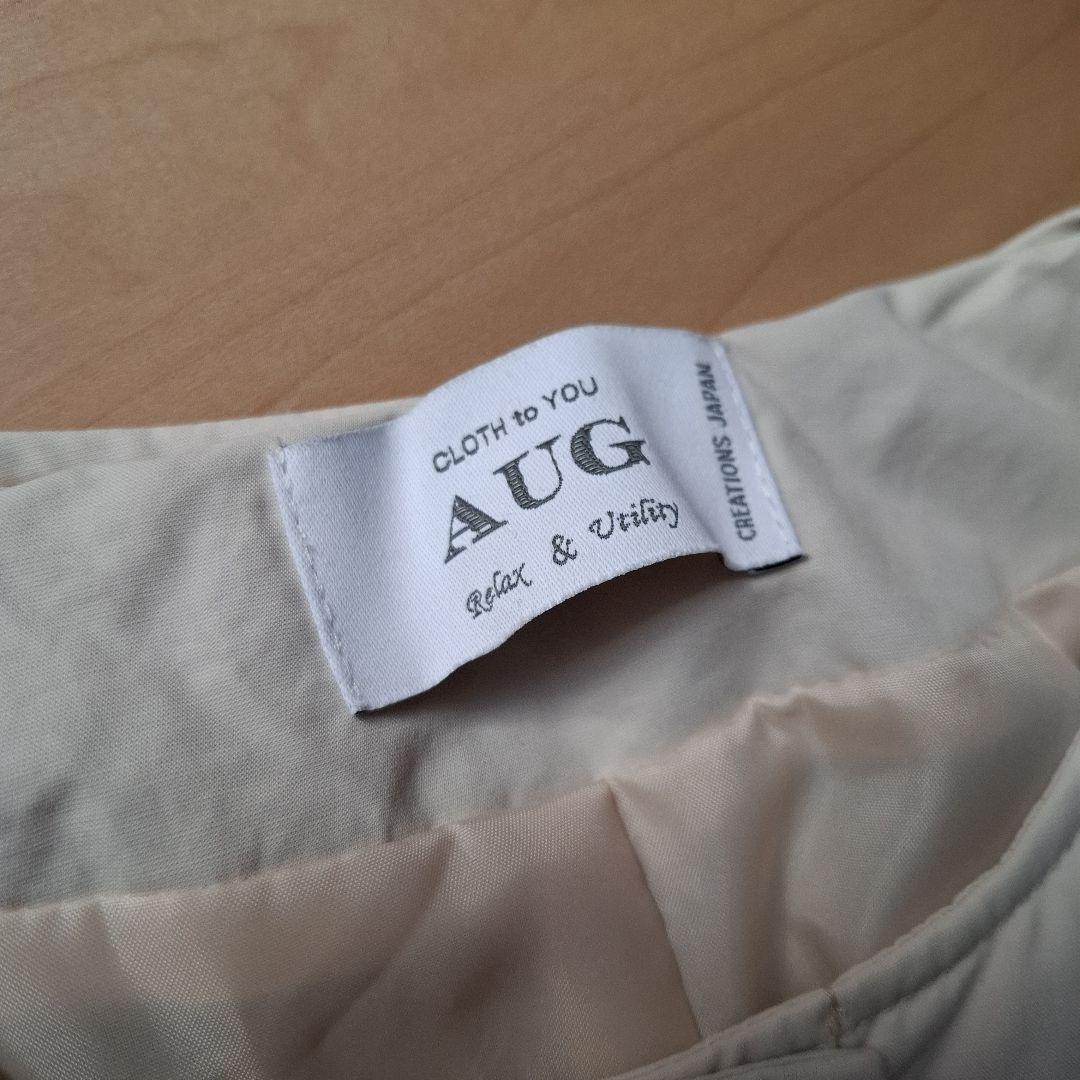 CLOTH to YOU
AUG
Relax & Utility
CREATIONS JAPAN